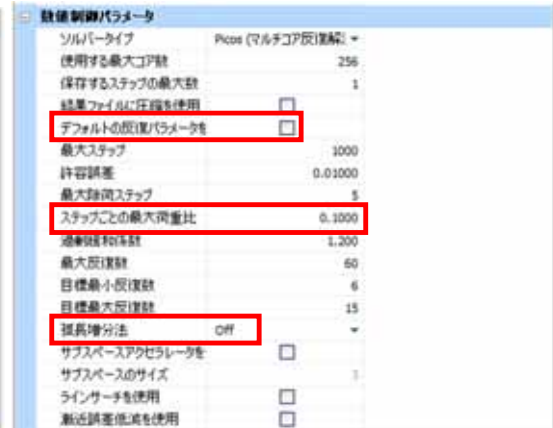 数値制御パラメータ
ソルバータイプ Picos (マルチコア反復解法
使用する最大コア数 256
保存するステップの最大数 1
結果ファイルに圧縮を使用
デフォルトの反復パラメータを
最大ステップ 1000
許容誤差 0.01000
最大除荷ステップ 5
ステップごとの最大荷重比 0.1000
過剰緩和係数 1.200
最大反復数 60
目標最小反復数 6
目標最大反復数 15
弧長増分法 Off
サブスペースアクセラレータを
サブスペースのサイズ 3
ラインサーチを使用
漸近誤差低減を使用